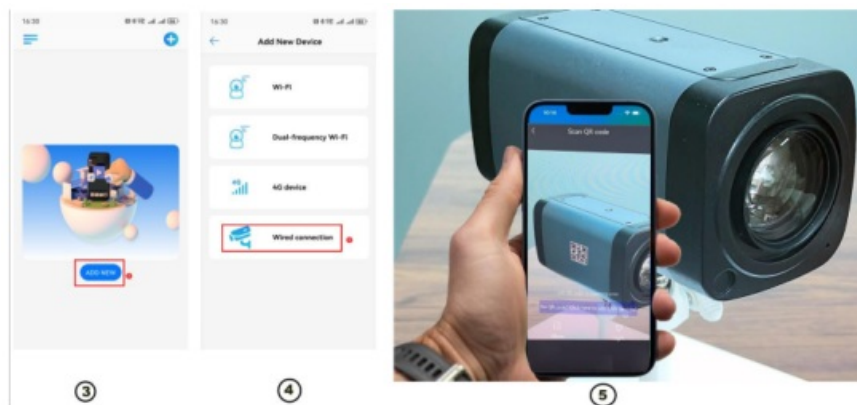 16:30
ADD NEW
③
16:30
Add New Device
Wi-Fi
Dual-frequency Wi-Fi
4G
4G device
Wired connection
④
Scan QR code
⑤